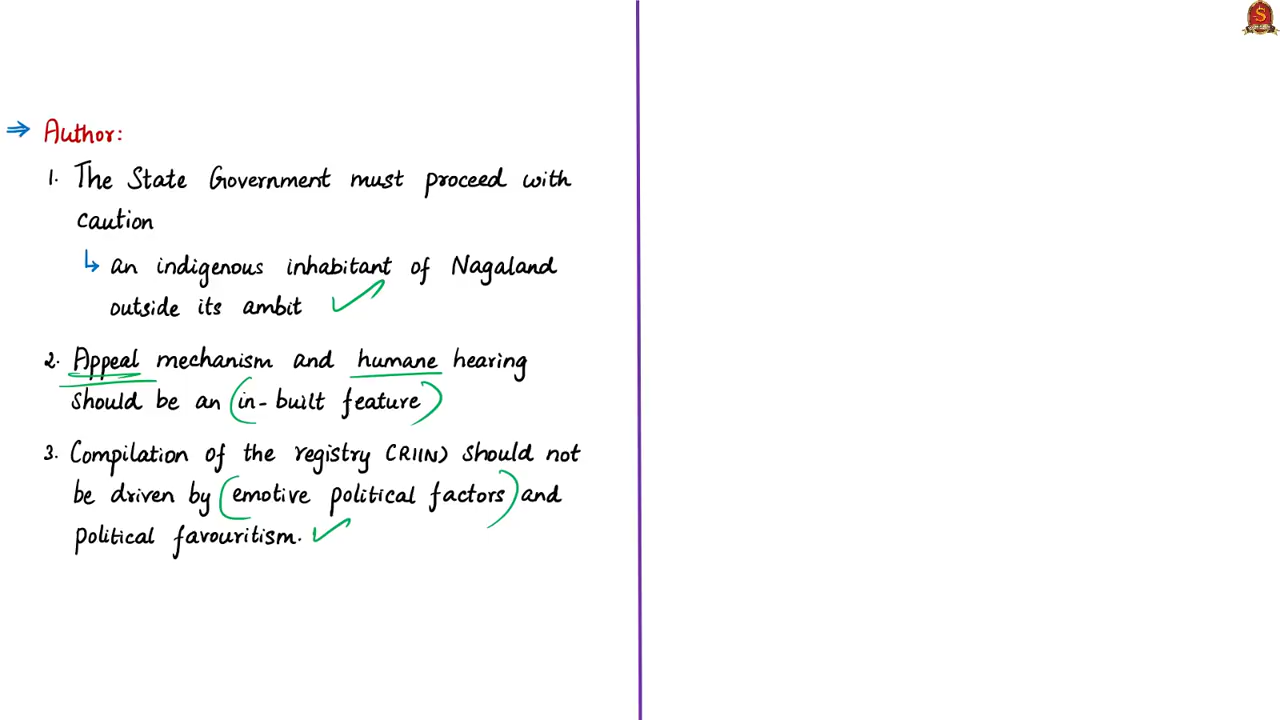 ⇒ Author:
1. The State Government must proceed with
caution
↳ an indigenous inhabitant of Nagaland
outside its ambit
2. Appeal mechanism and humane hearing
should be an (in-built feature)
3. Compilation of the registry (RIIN) should not
be driven by (emotive political factors) and
political favouritism.